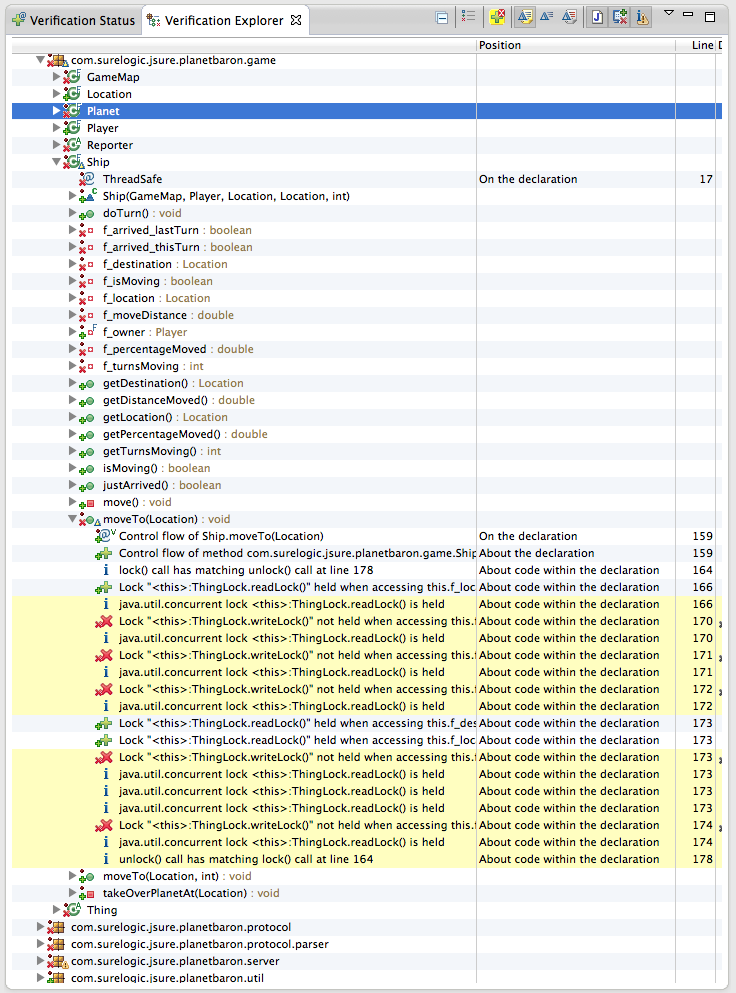 Verification Status Verification Explorer
Position Line D
com.surelogic.jsure.planetbaron.game
GameMap
Location
Planet
Player
Reporter
Ship
ThreadSafe On the declaration 17
Ship(GameMap, Player, Location, Location, int)
doTurn() : void
f_arrived_lastTurn : boolean
f_arrived_thisTurn : boolean
f_destination : Location
f_isMoving : boolean
f_location : Location
f_moveDistance : double
f_owner : Player
f_percentageMoved : double
f_turnsMoving : int
getDestination() : Location
getDistanceMoved() : double
getLocation() : Location
getPercentageMoved() : double
getTurnsMoving() : int
isMoving() : boolean
justArrived() : boolean
move() : void
moveTo(Location) : void
Control flow of Ship.moveTo(Location) On the declaration 159
Control flow of method com.surelogic.jsure.planetbaron.game.Ship About the declaration 159
lock() call has matching unlock() call at line 178 About code within the declaration 164
Lock "<this>:ThingLock.readLock()" held when accessing this.f_loc About code within the declaration 166
java.util.concurrent lock <this>:ThingLock.readLock() is held About code within the declaration 166
Lock "<this>:ThingLock.writeLock()" not held when accessing this.f About code within the declaration 170
java.util.concurrent lock <this>:ThingLock.readLock() is held About code within the declaration 170
Lock "<this>:ThingLock.writeLock()" not held when accessing this.f About code within the declaration 171
java.util.concurrent lock <this>:ThingLock.readLock() is held About code within the declaration 171
Lock "<this>:ThingLock.writeLock()" not held when accessing this.f About code within the declaration 172
java.util.concurrent lock <this>:ThingLock.readLock() is held About code within the declaration 172
Lock "<this>:ThingLock.readLock()" held when accessing this.f_des About code within the declaration 173
Lock "<this>:ThingLock.readLock()" held when accessing this.f_loc About code within the declaration 173
Lock "<this>:ThingLock.writeLock()" not held when accessing this.f About code within the declaration 173
java.util.concurrent lock <this>:ThingLock.readLock() is held About code within the declaration 173
java.util.concurrent lock <this>:ThingLock.readLock() is held About code within the declaration 173
java.util.concurrent lock <this>:ThingLock.readLock() is held About code within the declaration 173
Lock "<this>:ThingLock.writeLock()" not held when accessing this.f About code within the declaration 174
java.util.concurrent lock <this>:ThingLock.readLock() is held About code within the declaration 174
unlock() call has matching lock() call at line 164 About code within the declaration 178
moveTo(Location, int) : void
takeOverPlanetAt(Location) : void
Thing
com.surelogic.jsure.planetbaron.protocol
com.surelogic.jsure.planetbaron.protocol.parser
com.surelogic.jsure.planetbaron.server
com.surelogic.jsure.planetbaron.util